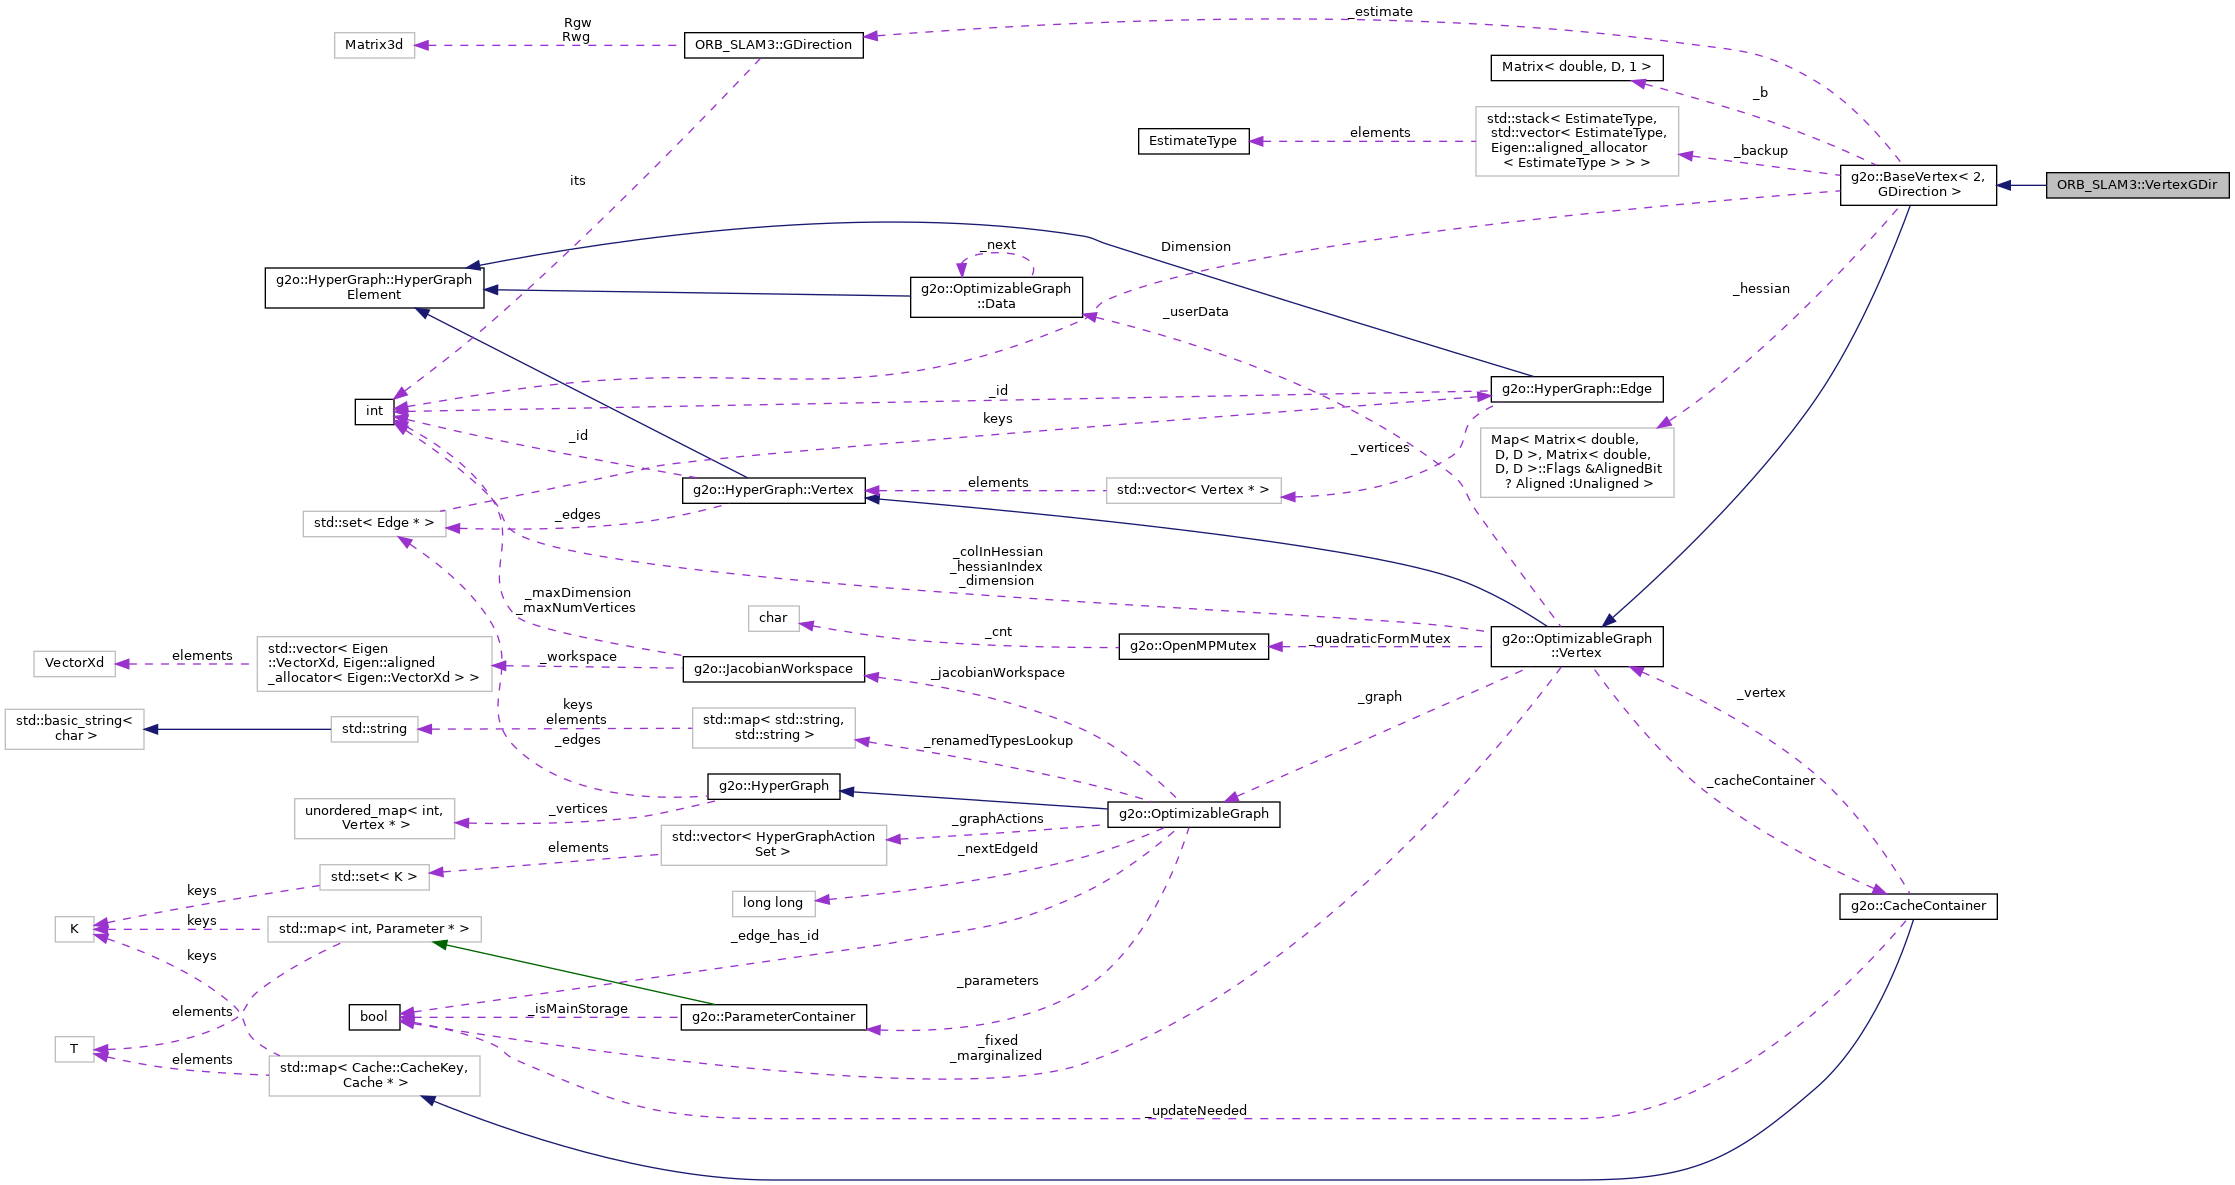 _estimate
Rgw
Rwg
Matrix3d
ORB_SLAM3::GDirection
Matrix< double, D, 1 >
_b
std::stack< EstimateType,
std::vector< EstimateType,
Eigen::aligned_allocator
< EstimateType > > >
elements
EstimateType
_backup
g2o::BaseVertex< 2,
GDirection >
ORB_SLAM3::VertexGDir
its
Dimension
_next
g2o::HyperGraph::HyperGraph
Element
g2o::OptimizableGraph
::Data
_hessian
_userData
_id
g2o::HyperGraph::Edge
int
keys
_id
_vertices
Map< Matrix< double,
D, D >, Matrix< double,
D, D >::Flags &AlignedBit
? Aligned :Unaligned >
g2o::HyperGraph::Vertex
elements
std::vector< Vertex * >
std::set< Edge * >
_edges
_colInHessian
_hessianIndex
_dimension
_maxDimension
_maxNumVertices
char
_cnt
g2o::OpenMPMutex
_quadraticFormMutex
g2o::OptimizableGraph
::Vertex
VectorXd
elements
std::vector< Eigen
::VectorXd, Eigen::aligned
_allocator< Eigen::VectorXd > >
_workspace
g2o::JacobianWorkspace
_jacobianWorkspace
_graph
_vertex
std::basic_string<
char >
std::string
keys
elements
std::map< std::string,
std::string >
_edges
_renamedTypesLookup
_cacheContainer
g2o::HyperGraph
unordered_map< int,
Vertex * >
_vertices
g2o::OptimizableGraph
_graphActions
std::vector< HyperGraphAction
Set >
elements
_nextEdgeId
std::set< K >
keys
long long
g2o::CacheContainer
K
keys
std::map< int, Parameter * >
_edge_has_id
keys
_parameters
elements
bool
_isMainStorage
g2o::ParameterContainer
T
elements
_fixed
_marginalized
std::map< Cache::CacheKey,
Cache * >
_updateNeeded